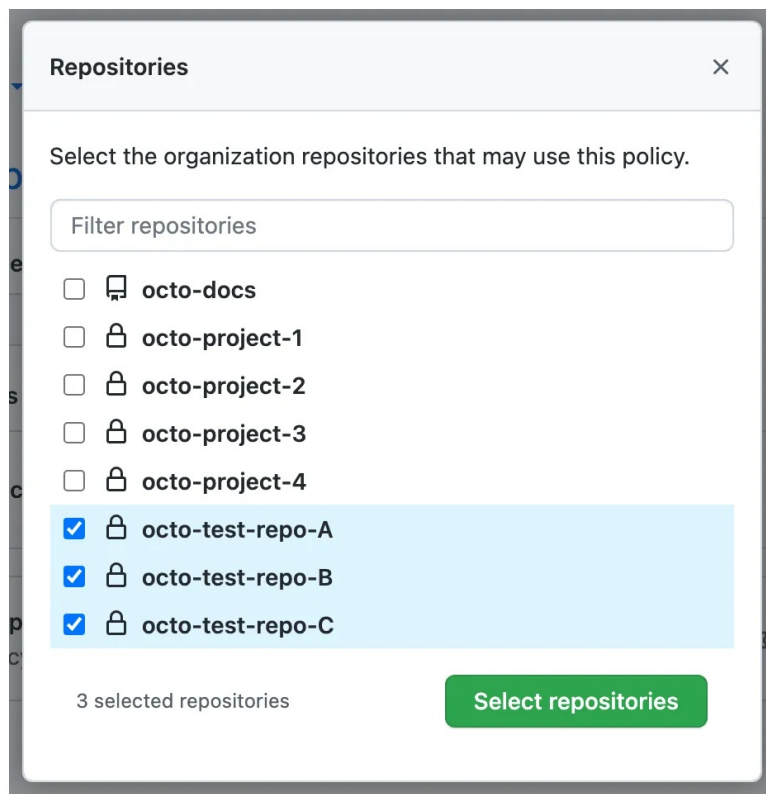 Repositories
Select the organization repositories that may use this policy.
Filter repositories
octo-docs
octo-project-1
octo-project-2
octo-project-3
octo-project-4
octo-test-repo-A
octo-test-repo-B
octo-test-repo-C
3 selected repositories
Select repositories